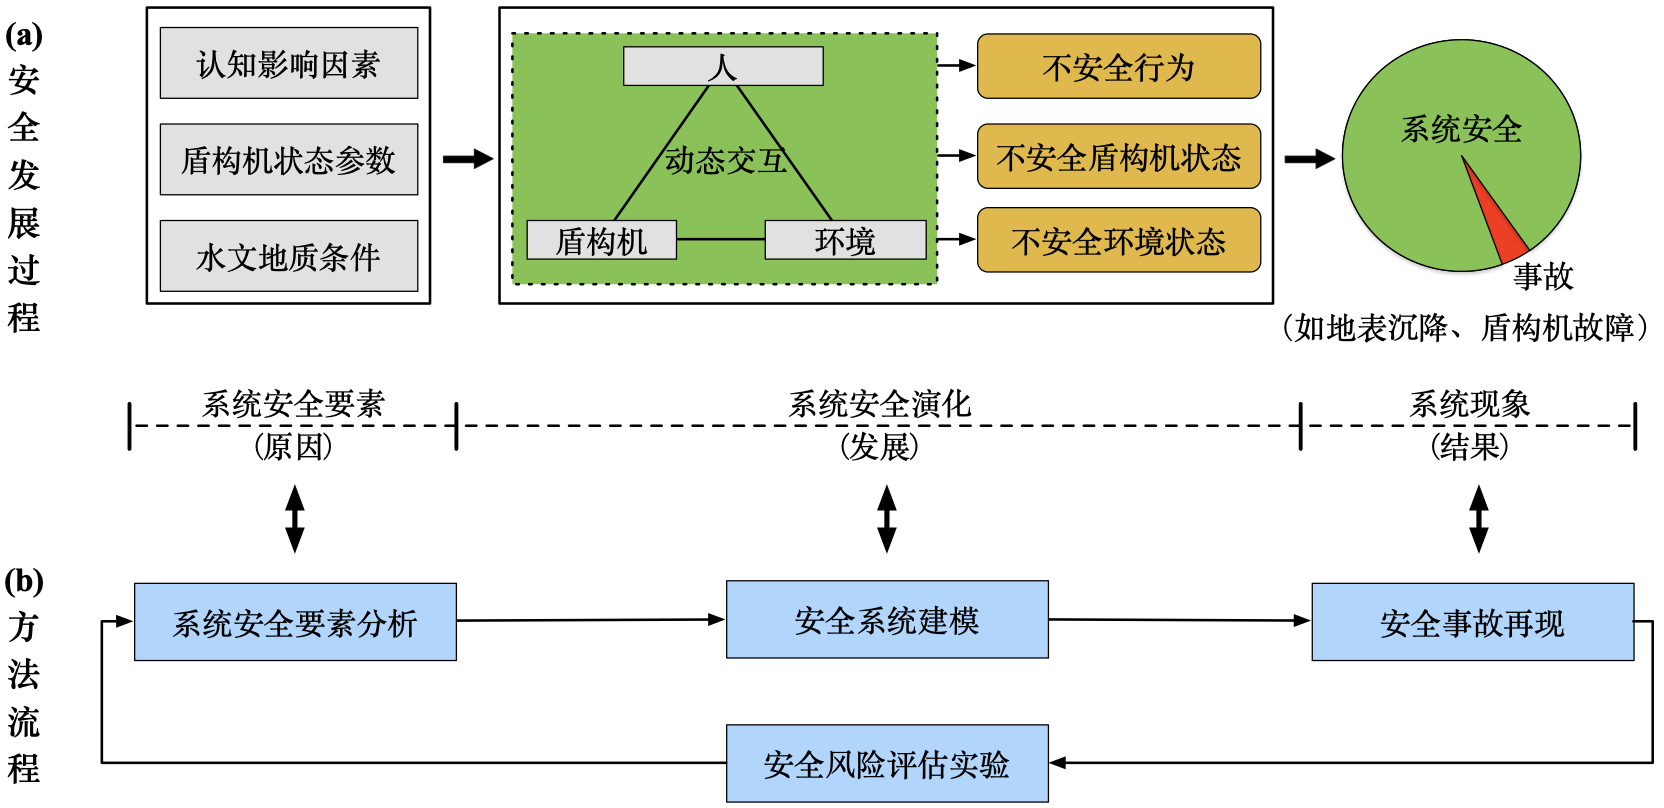 (a)
安全发展过程
认知影响因素
盾构机状态参数
水文地质条件
人
动态交互
盾构机
环境
不安全行为
不安全盾构机状态
不安全环境状态
系统安全
事故
（如地表沉降、盾构机故障）
系统安全要素
(原因)
系统安全演化
(发展)
系统现象
(结果)
(b)
方法流程
系统安全要素分析
安全系统建模
安全事故再现
安全风险评估实验